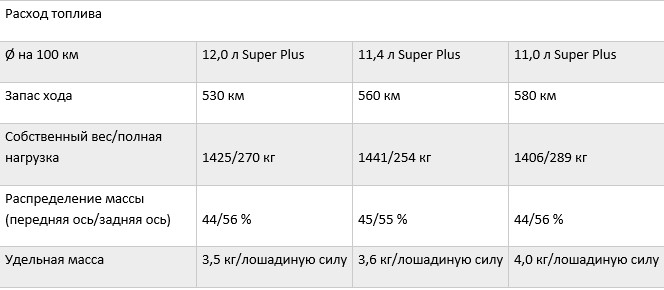 Расход топлива
Ø на 100 км 12,0 л Super Plus 11,4 л Super Plus 11,0 л Super Plus
Запас хода 530 км 560 км 580 км
Собственный вес/полная
нагрузка 1425/270 кг 1441/254 кг 1406/289 кг
Распределение массы
(передняя ось/задняя ось) 44/56 % 45/55 % 44/56 %
Удельная масса 3,5 кг/лошадиную силу 3,6 кг/лошадиную силу 4,0 кг/лошадиную силу